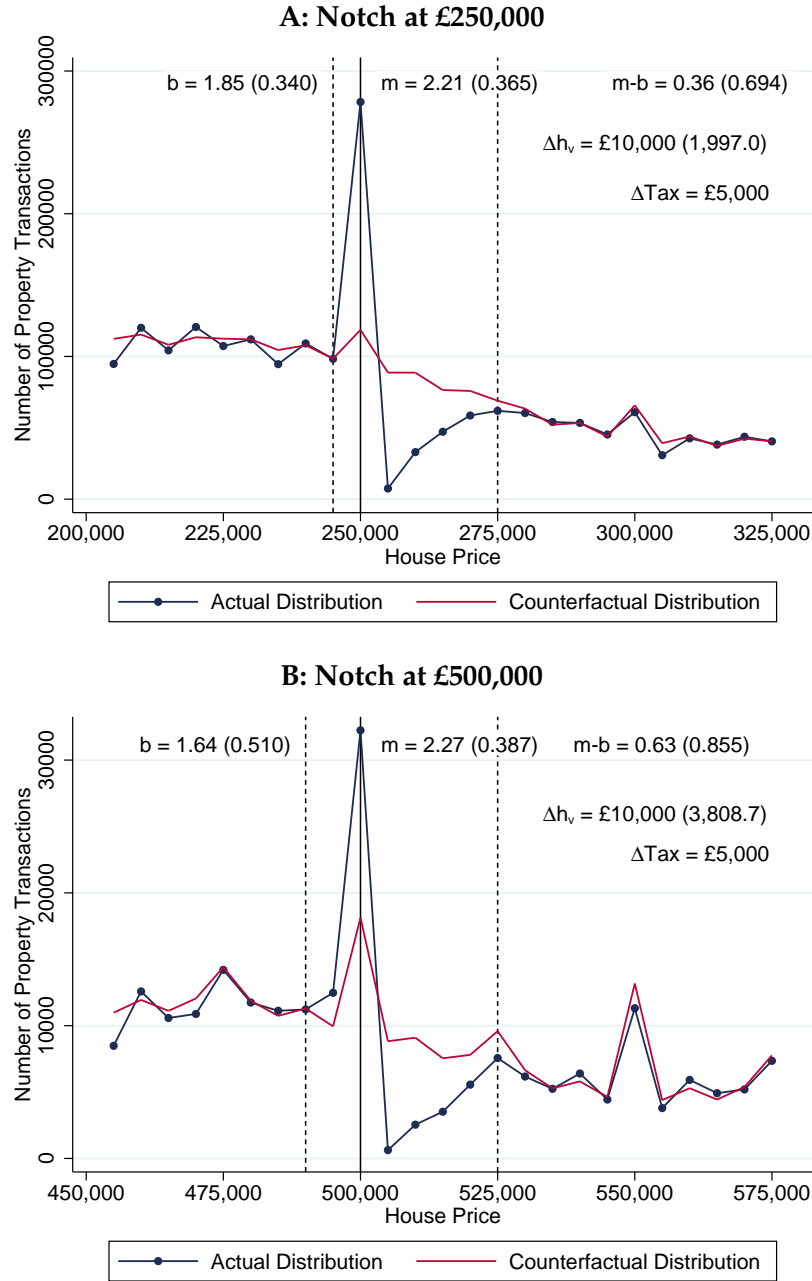 A: Notch at £250,000
b = 1.85 (0.340) m = 2.21 (0.365) m-b = 0.36 (0.694)
Δhv = £10,000 (1,997.0)
ΔTax = £5,000
Number of Property Transactions
300000
200000
100000
0
200,000 225,000 250,000 275,000 300,000 325,000
House Price
Actual Distribution Counterfactual Distribution
B: Notch at £500,000
b = 1.64 (0.510) m = 2.27 (0.387) m-b = 0.63 (0.855)
Δhv = £10,000 (3,808.7)
ΔTax = £5,000
Number of Property Transactions
30000
20000
10000
0
450,000 475,000 500,000 525,000 550,000 575,000
House Price
Actual Distribution Counterfactual Distribution